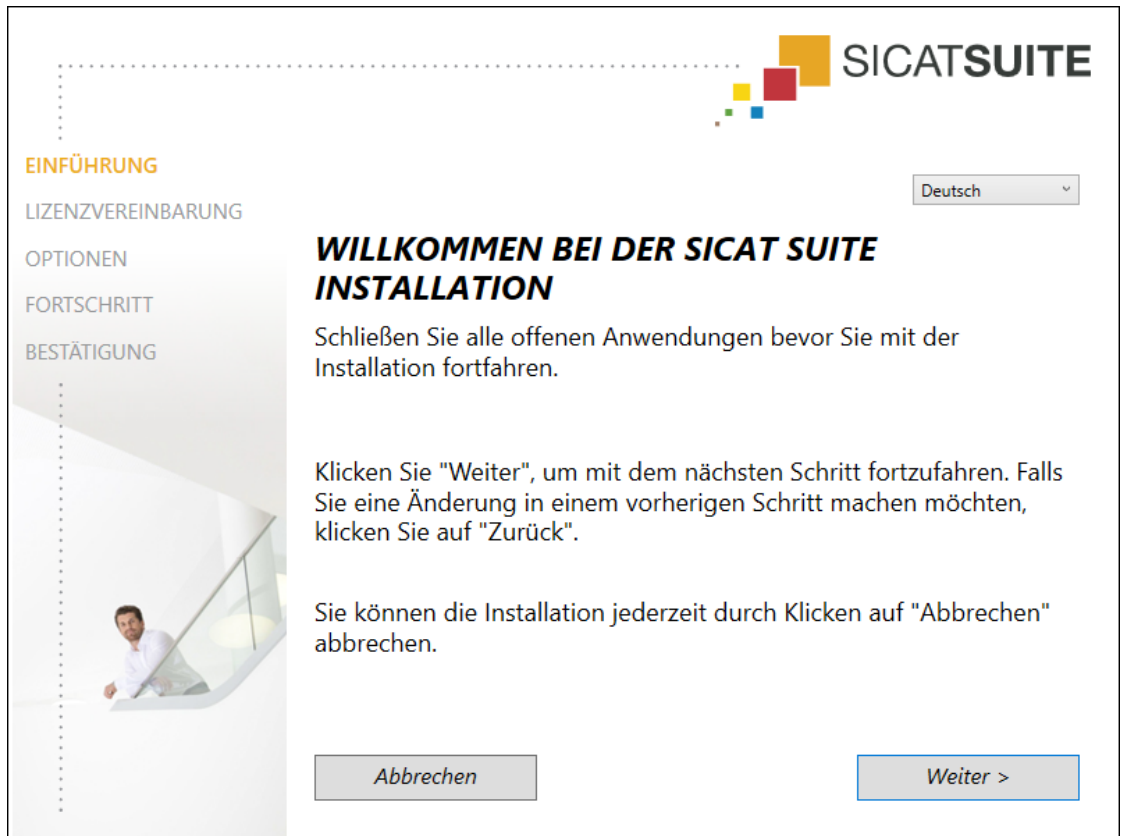 SICATSUITE
EINFÜHRUNG
LIZENZVEREINBARUNG
OPTIONEN
FORTSCHRITT
BESTÄTIGUNG
Deutsch
WILLKOMMEN BEI DER SICAT SUITE
INSTALLATION
Schließen Sie alle offenen Anwendungen bevor Sie mit der
Installation fortfahren.
Klicken Sie "Weiter", um mit dem nächsten Schritt fortzufahren. Falls
Sie eine Änderung in einem vorherigen Schritt machen möchten,
klicken Sie auf "Zurück".
Sie können die Installation jederzeit durch Klicken auf "Abbrechen"
abbrechen.
Abbrechen
Weiter >